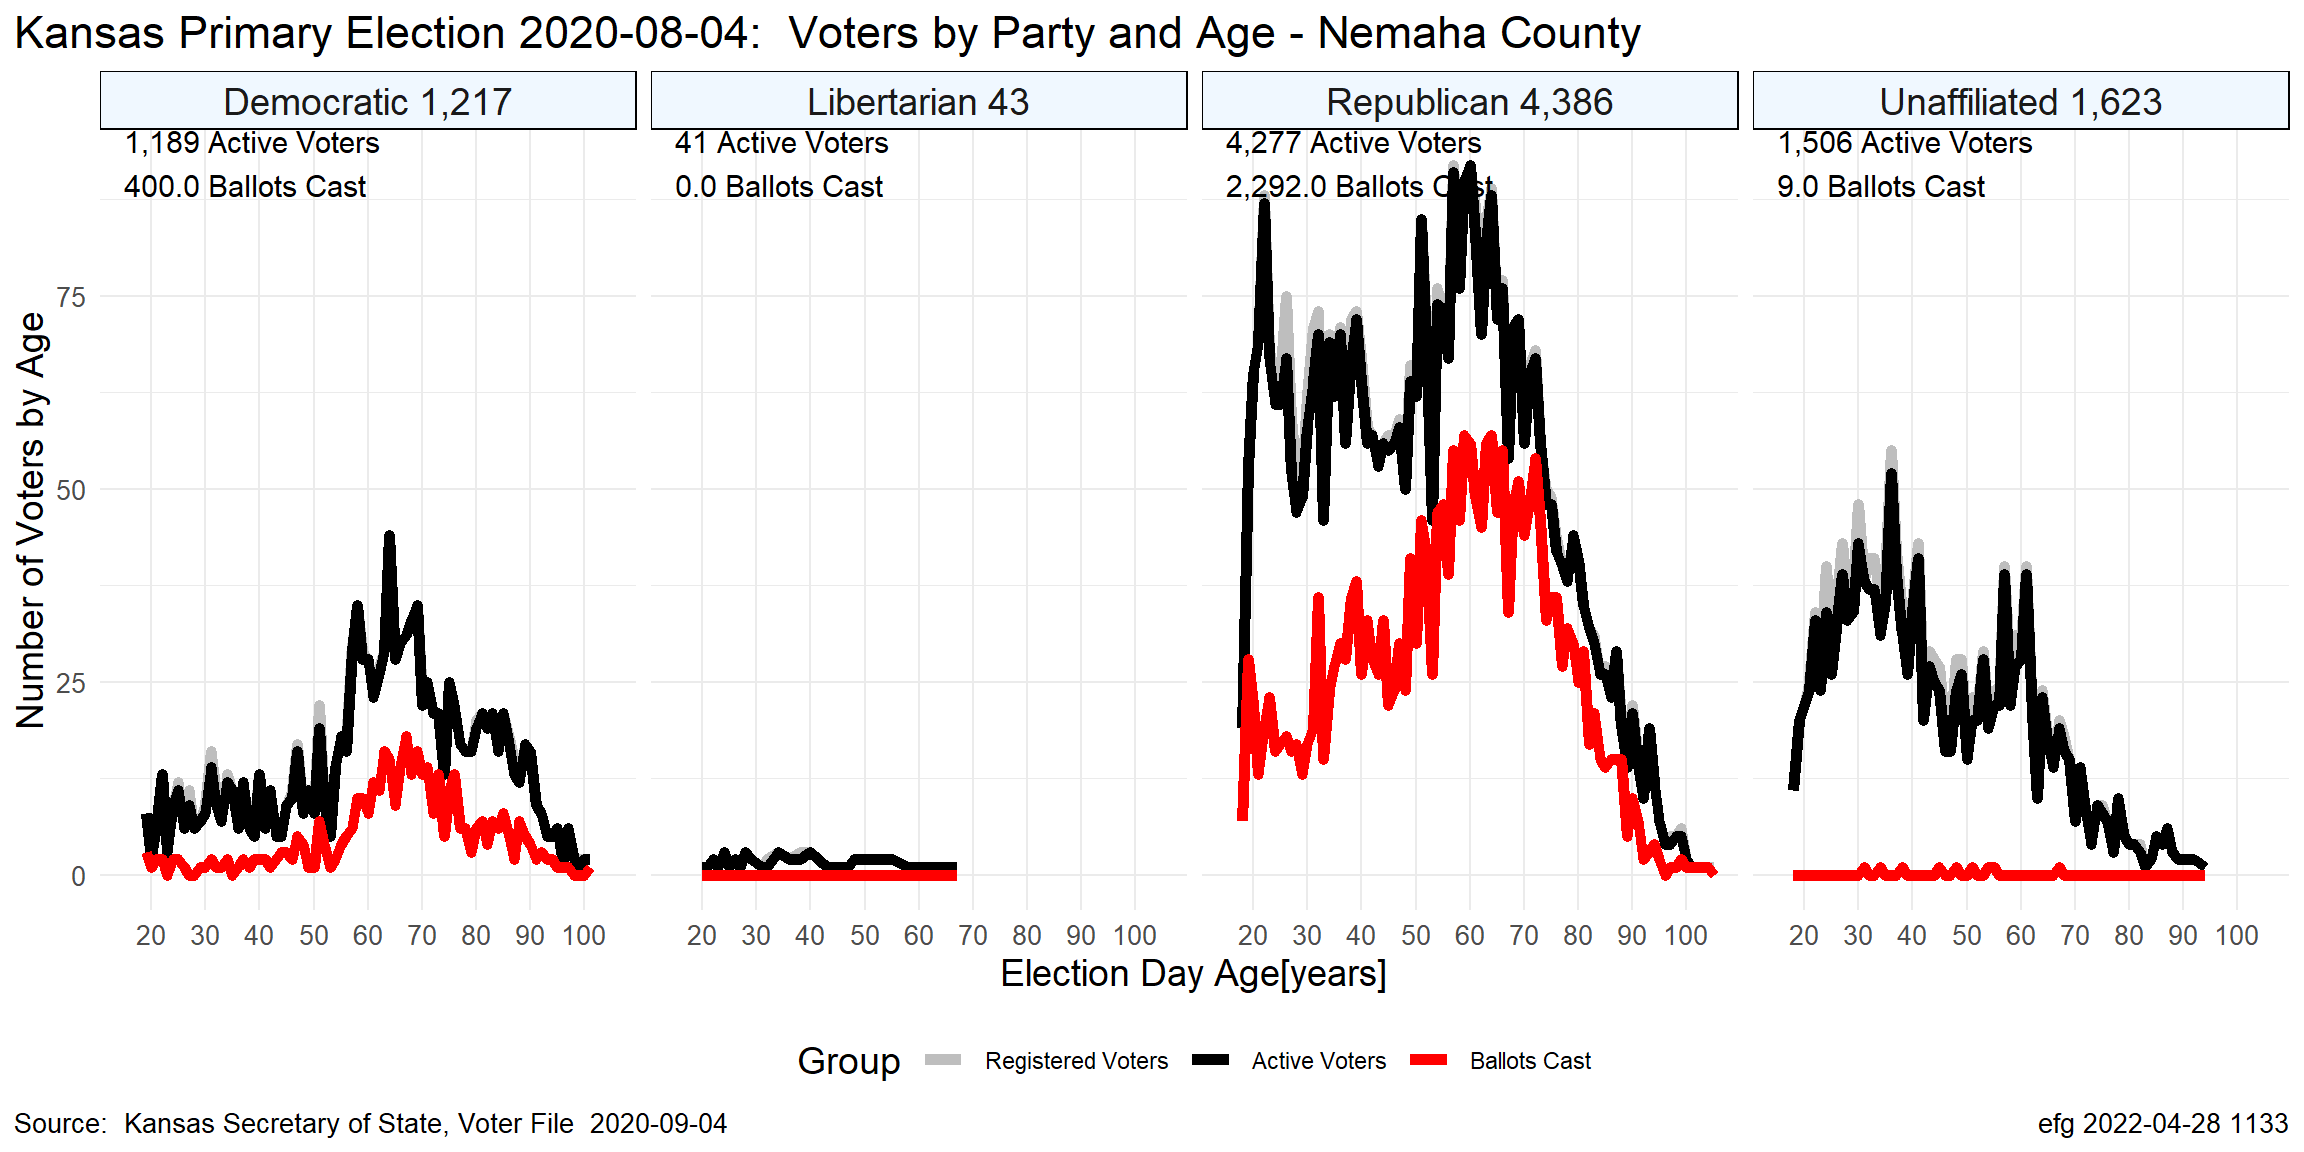 Kansas Primary Election 2020-08-04:  Voters by Party and Age - Nemaha County
Democratic 1,217
Libertarian 43
Republican 4,386
Unaffiliated 1,623
1,189 Active Voters
400.0 Ballots Cast
41 Active Voters
0.0 Ballots Cast
4,277 Active Voters
2,292.0 Ballots Cast
1,506 Active Voters
9.0 Ballots Cast
Number of Voters by Age
75
50
25
0
20 30 40 50 60 70 80 90 100
20 30 40 50 60 70 80 90 100
20 30 40 50 60 70 80 90 100
20 30 40 50 60 70 80 90 100
Election Day Age[years]
Group Registered Voters Active Voters Ballots Cast
Source:  Kansas Secretary of State, Voter File  2020-09-04
efg 2022-04-28 1133